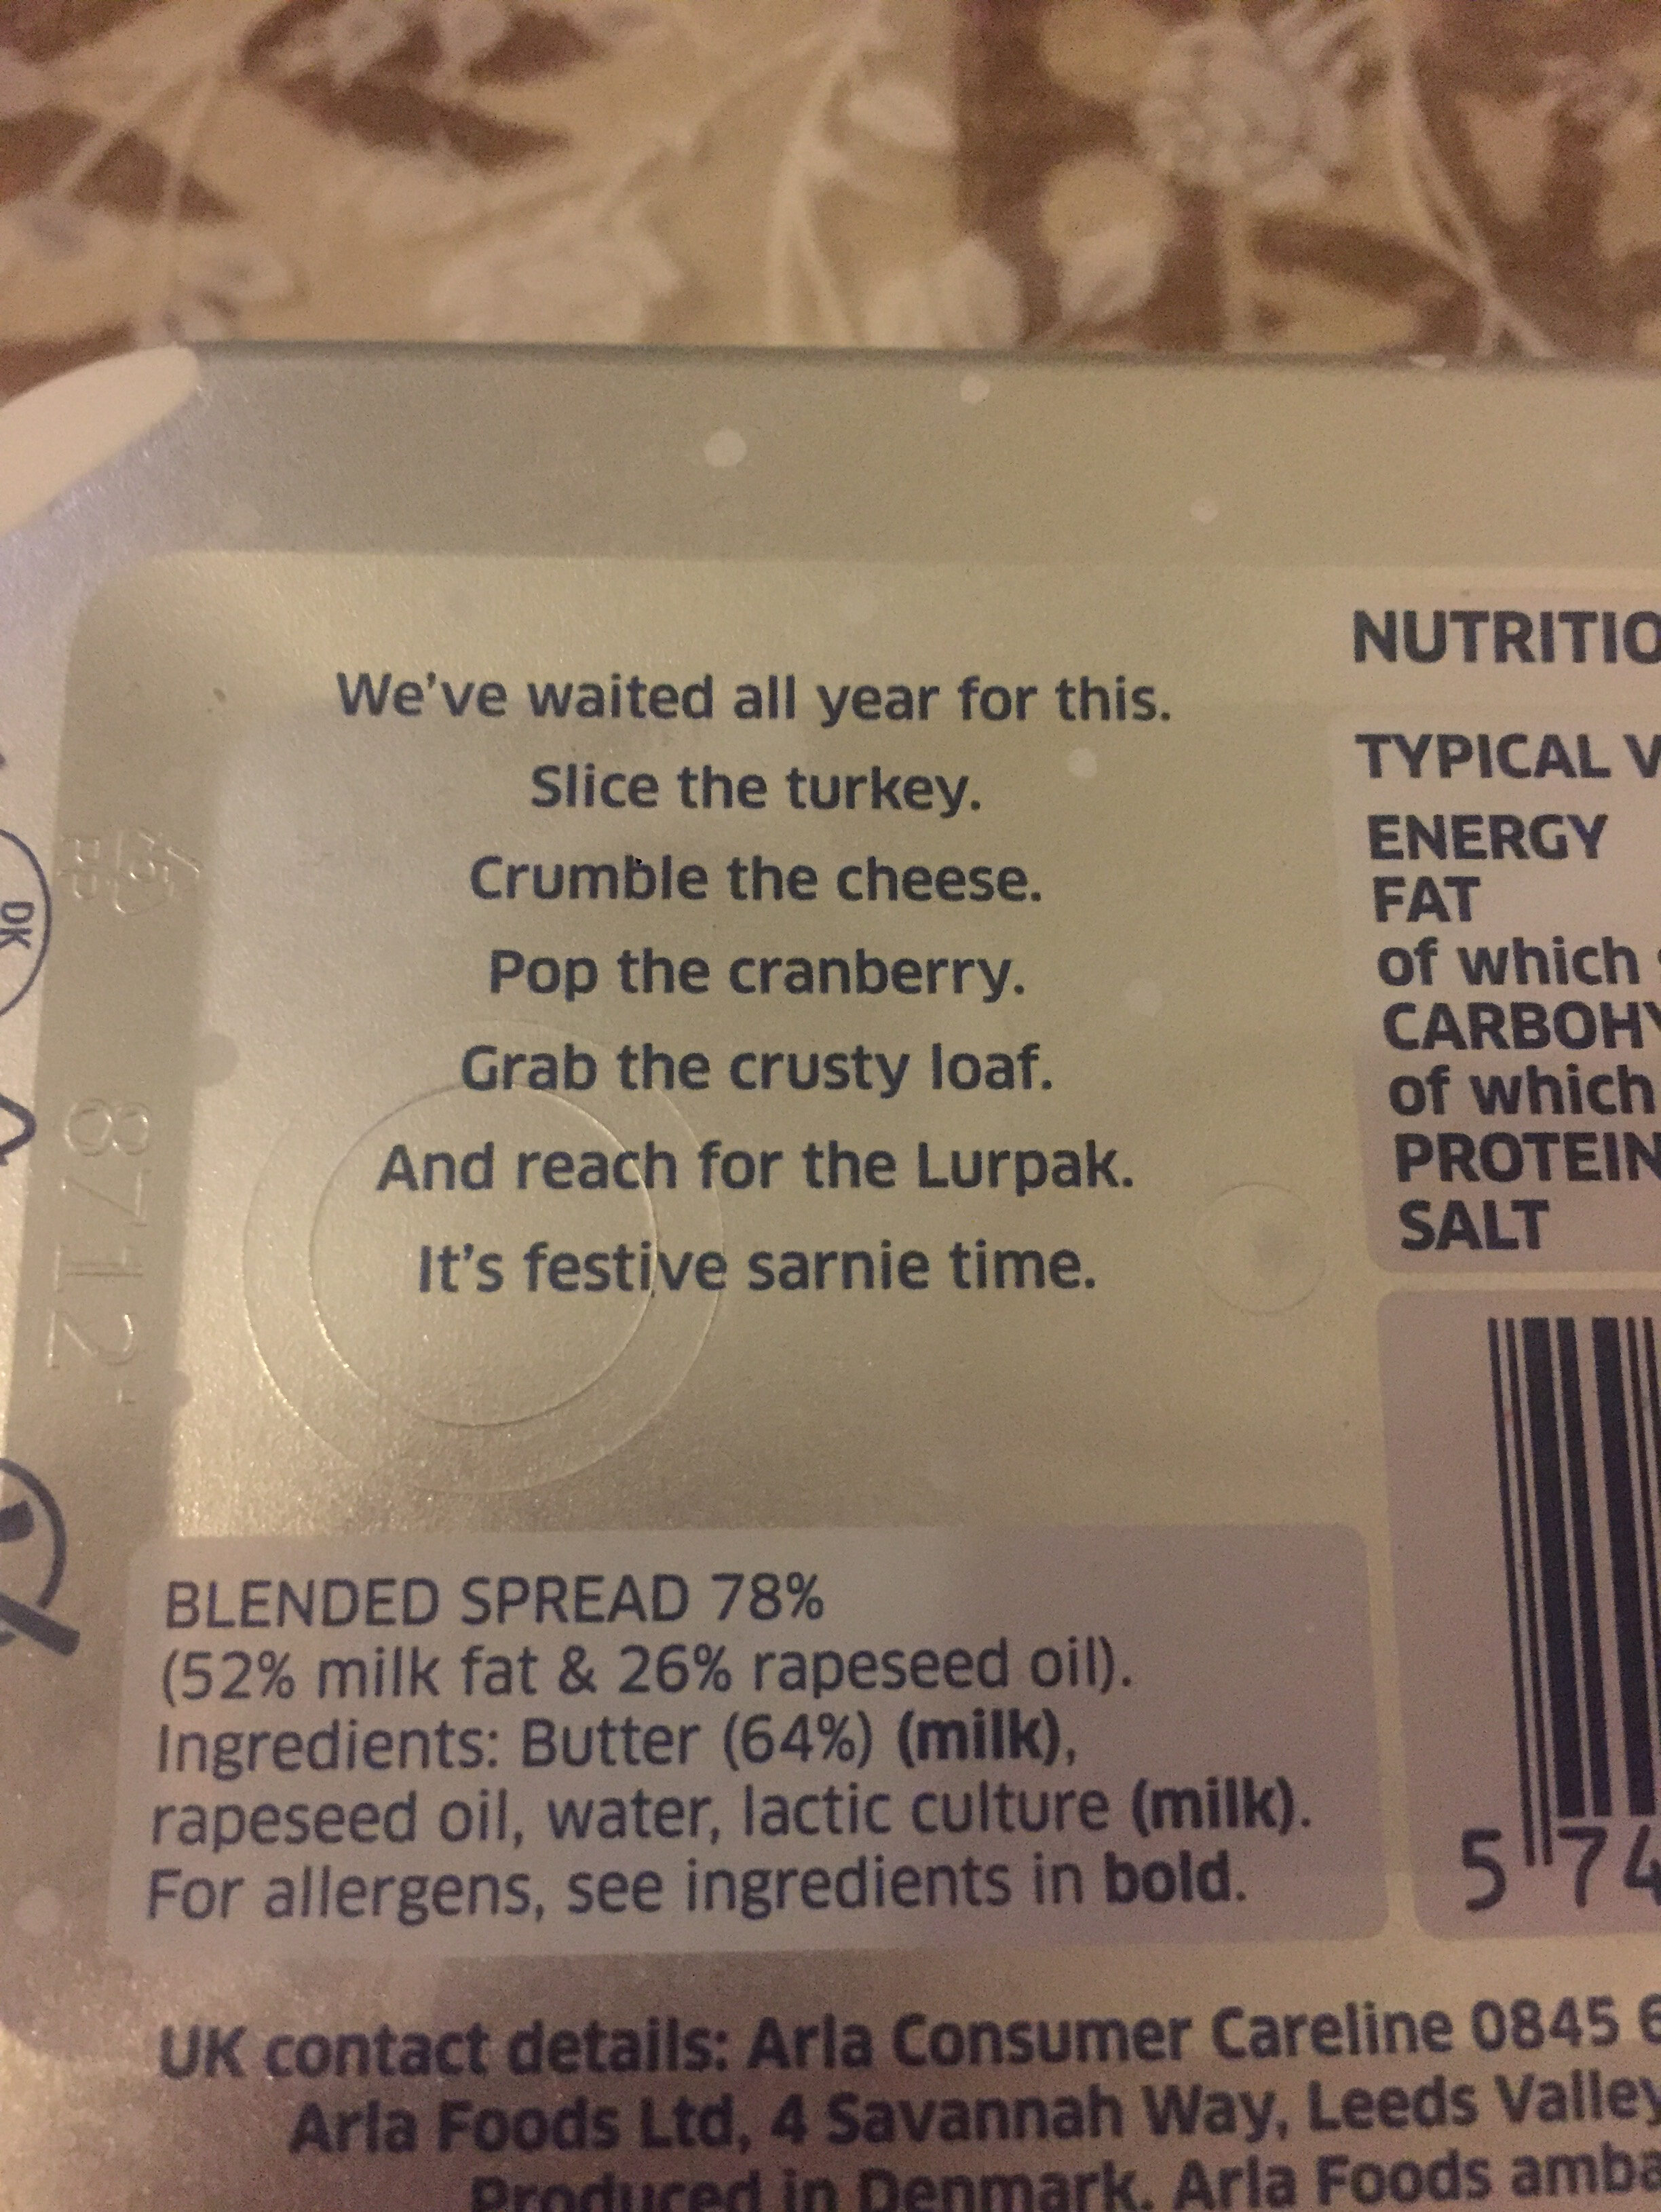 We've waited all year for this.
Slice the turkey.
Crumble the cheese.
Pop the cranberry.
Grab the crusty loaf.
And reach for the Lurpak.
It's festive sarnie time.
BLENDED SPREAD 78%
(52% milk fat & 26% rapeseed oil).
Ingredients: Butter (64%) (milk),
rapeseed oil, water, lactic culture (milk).
For allergens, see ingredients in bold.
UK contact details: Arla Consumer Careline 0845 6
Arla Foods Ltd, 4 Savannah Way, Leeds Valley
Produced in Denmark. Arla Foods amba
NUTRITIO
TYPICAL V
ENERGY
FAT
of which
CARBOHY
of which
PROTEIN
SALT
5 74
DK
8712